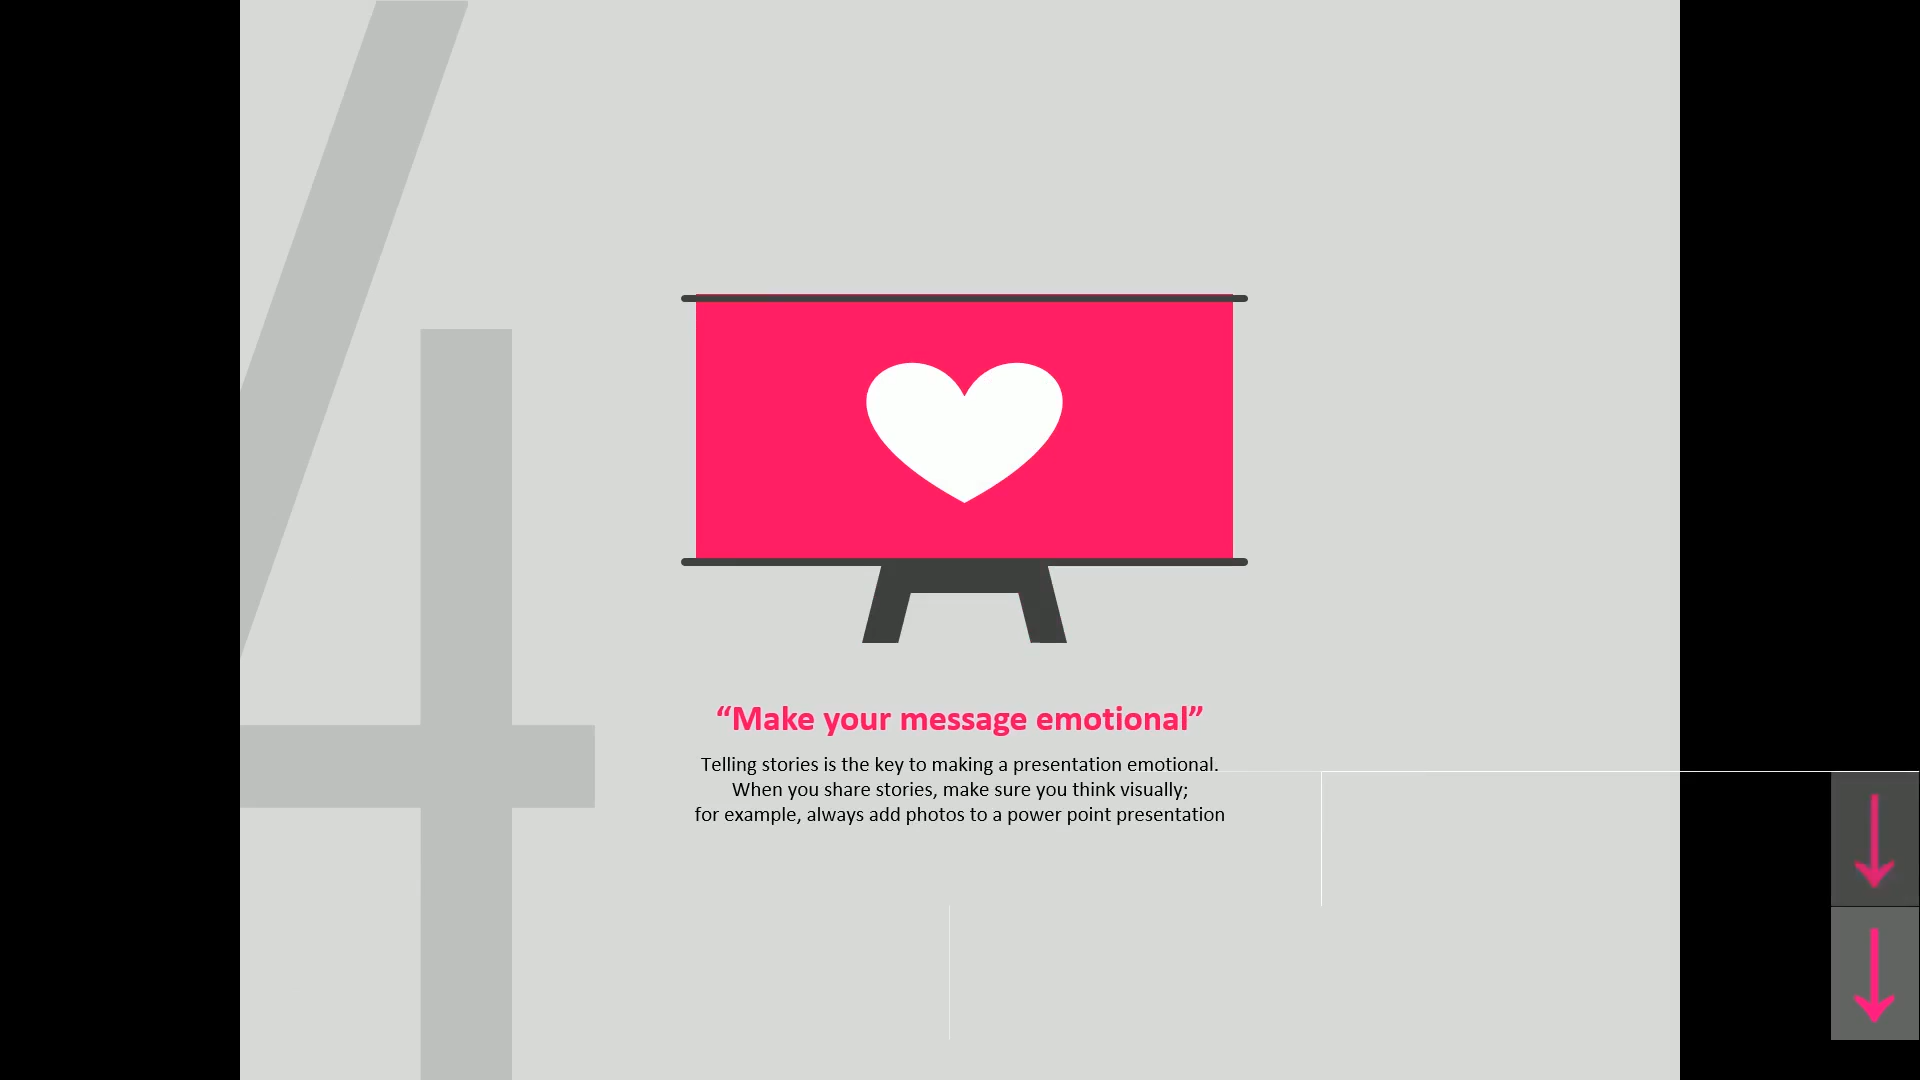 4
“Make your message emotional”
Telling stories is the key to making a presentation emotional.
When you share stories, make sure you think visually;
for example, always add photos to a power point presentation